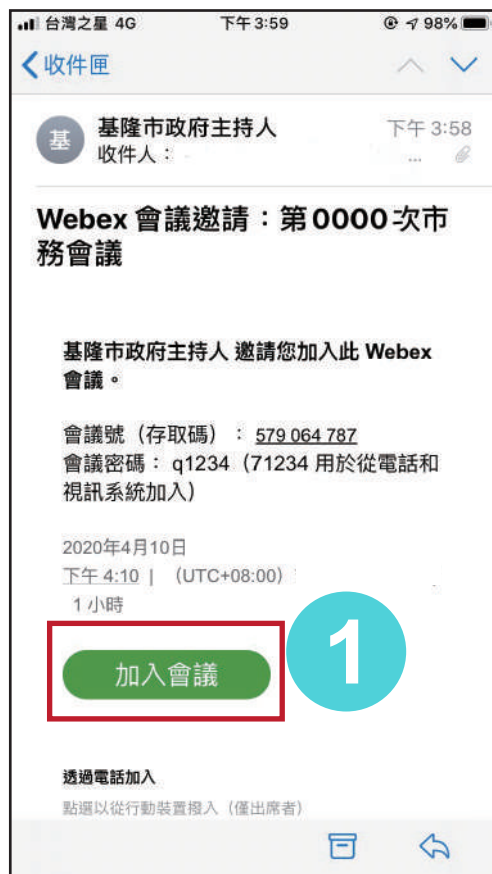 台灣之星 4G 下午3:59 98%
收件匣
基 基隆市政府主持人 下午 3:58
收件人：
Webex 會議邀請：第0000次市
務會議
基隆市政府主持人 邀請您加入此 Webex
會議。
會議號（存取碼）： 579 064 787
會議密碼： q1234（71234 用於從電話和
視訊系統加入）
2020年4月10日
下午 4:10 | （UTC+08:00）
1 小時
加入會議
1
透過電話加入
點選以從行動裝置撥入（僅出席者）